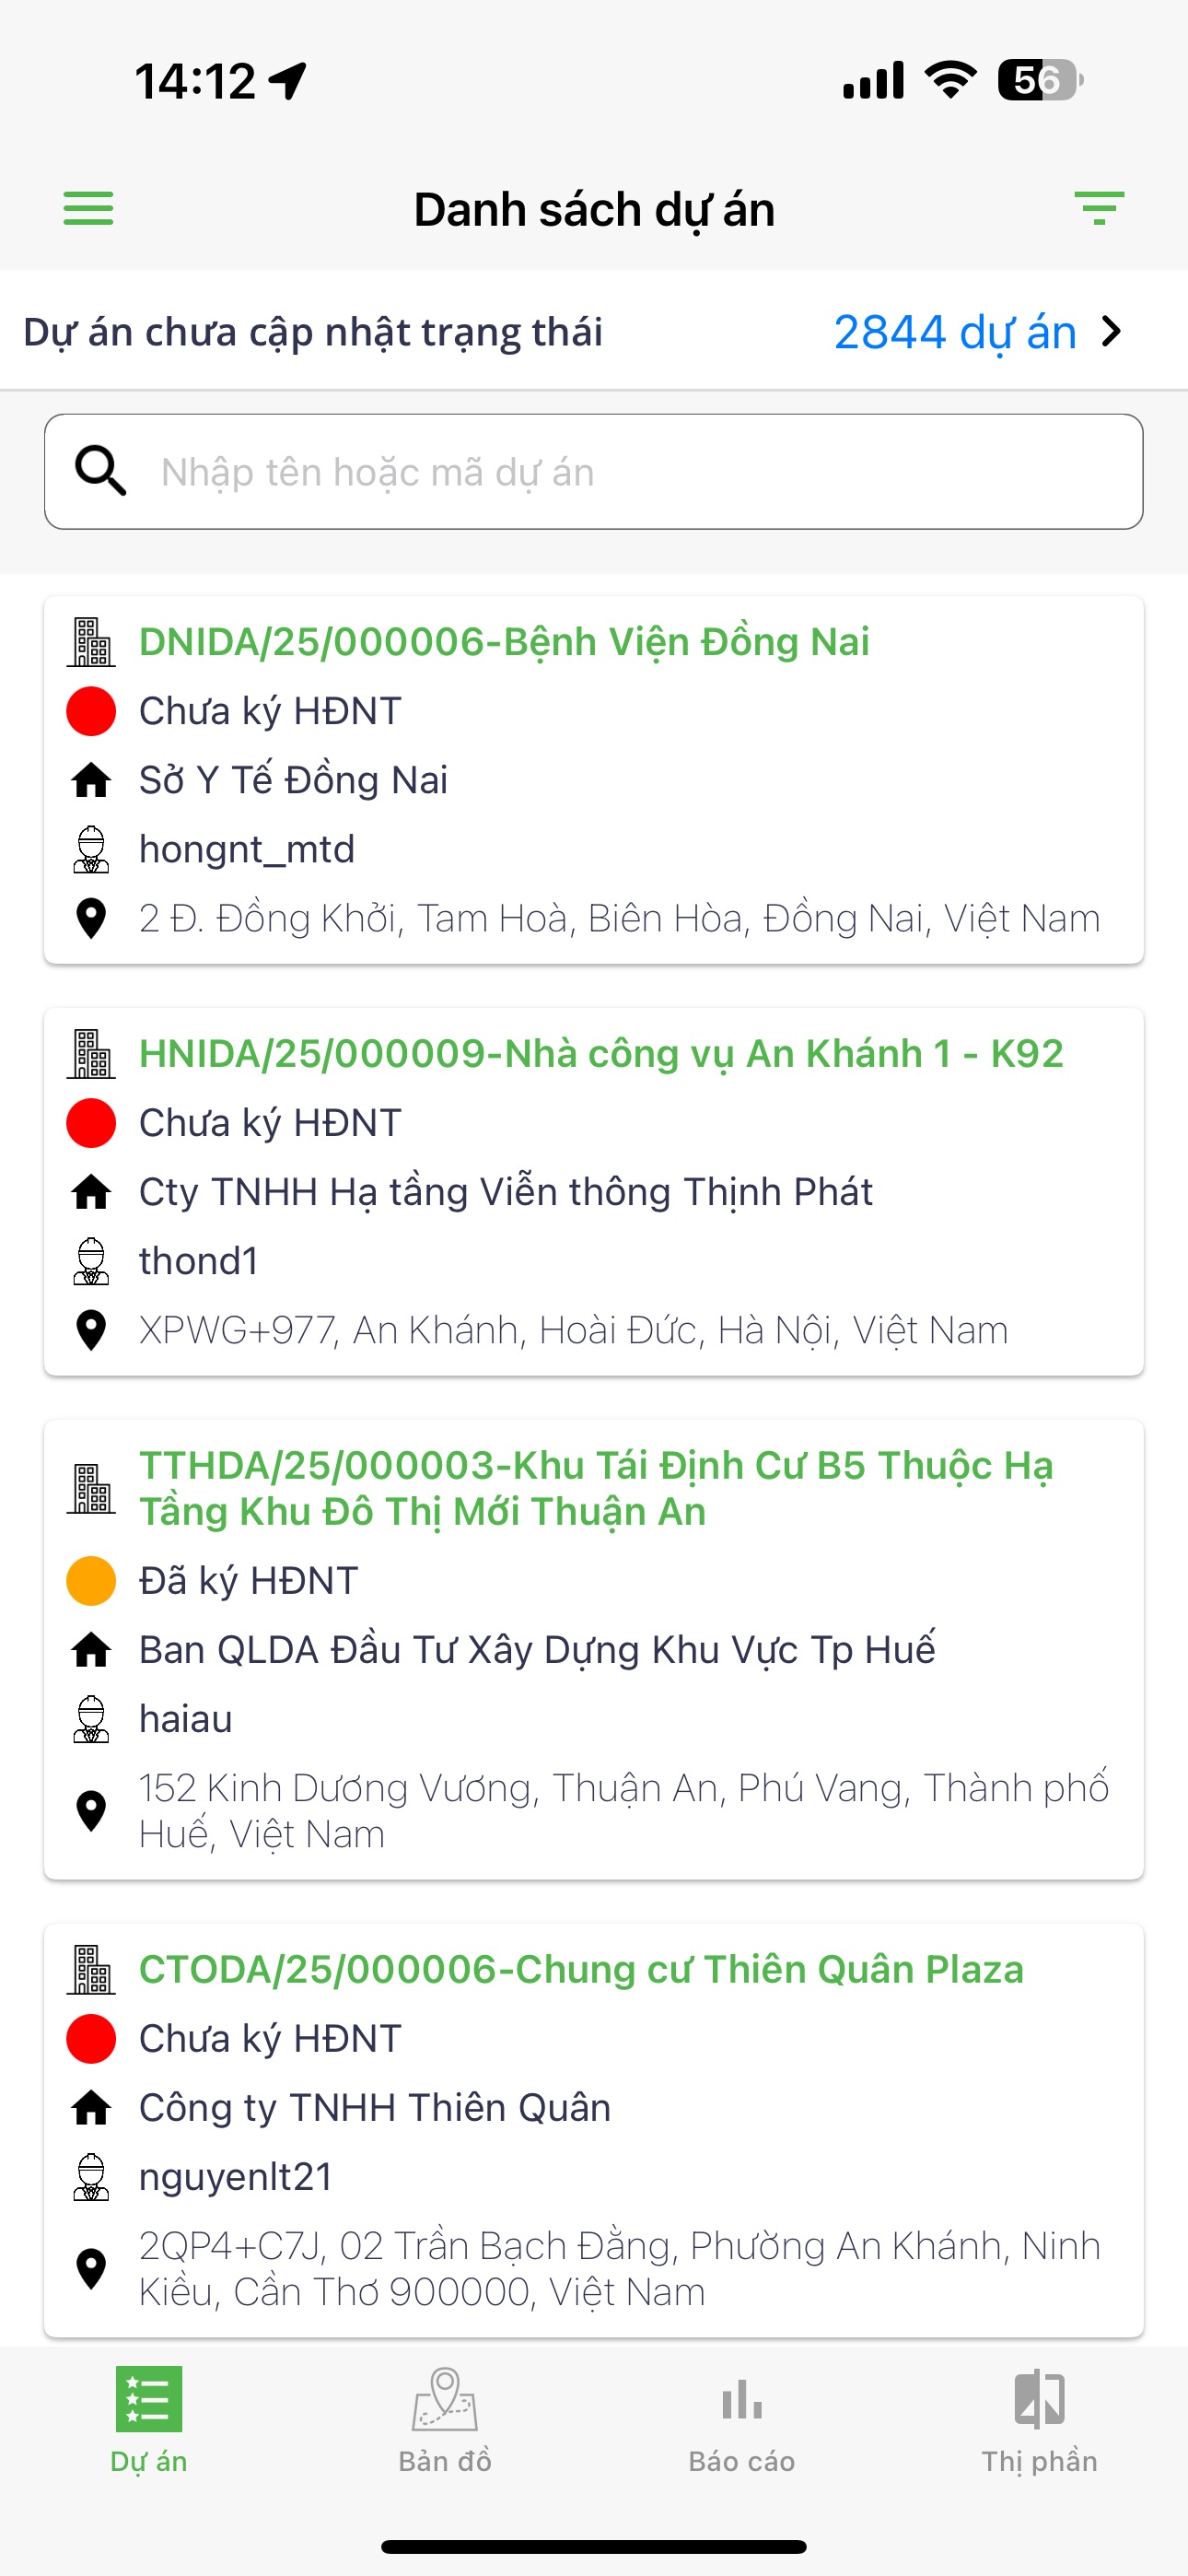 14:12
56
Danh sách dự án
Dự án chưa cập nhật trạng thái
2844 dự án
Nhập tên hoặc mã dự án
DNIDA/25/000006-Bệnh Viện Đồng Nai
Chưa ký HĐNT
Sở Y Tế Đồng Nai
hongnt_mtd
2 Đ. Đồng Khởi, Tam Hoà, Biên Hòa, Đồng Nai, Việt Nam
HNIDA/25/000009-Nhà công vụ An Khánh 1 - K92
Chưa ký HĐNT
Cty TNHH Hạ tầng Viễn thông Thịnh Phát
thond1
XPWG+977, An Khánh, Hoài Đức, Hà Nội, Việt Nam
TTHDA/25/000003-Khu Tái Định Cư B5 Thuộc Hạ
Tầng Khu Đô Thị Mới Thuận An
Đã ký HĐNT
Ban QLDA Đầu Tư Xây Dựng Khu Vực Tp Huế
haiau
152 Kinh Dương Vương, Thuận An, Phú Vang, Thành phố
Huế, Việt Nam
CTODA/25/000006-Chung cư Thiên Quân Plaza
Chưa ký HĐNT
Công ty TNHH Thiên Quân
nguyenlt21
2QP4+C7J, 02 Trần Bạch Đằng, Phường An Khánh, Ninh
Kiều, Cần Thơ 900000, Việt Nam
Dự án
Bản đồ
Báo cáo
Thị phần